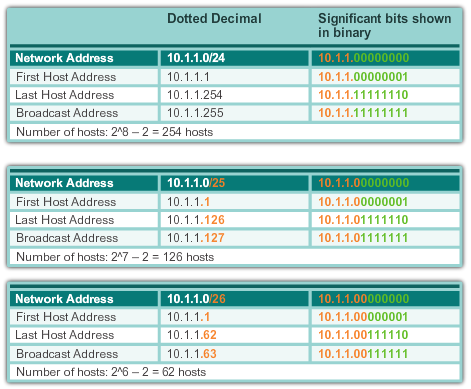 Dotted Decimal Significant bits shown
in binary
Network Address 10.1.1.0/24 10.1.1.00000000
First Host Address 10.1.1.1 10.1.1.00000001
Last Host Address 10.1.1.254 10.1.1.11111110
Broadcast Address 10.1.1.255 10.1.1.11111111
Number of hosts: 2^8 – 2 = 254 hosts
Network Address 10.1.1.0/25 10.1.1.00000000
First Host Address 10.1.1.1 10.1.1.00000001
Last Host Address 10.1.1.126 10.1.1.01111110
Broadcast Address 10.1.1.127 10.1.1.01111111
Number of hosts: 2^7 – 2 = 126 hosts
Network Address 10.1.1.0/26 10.1.1.00000000
First Host Address 10.1.1.1 10.1.1.00000001
Last Host Address 10.1.1.62 10.1.1.00111110
Broadcast Address 10.1.1.63 10.1.1.00111111
Number of hosts: 2^6 – 2 = 62 hosts